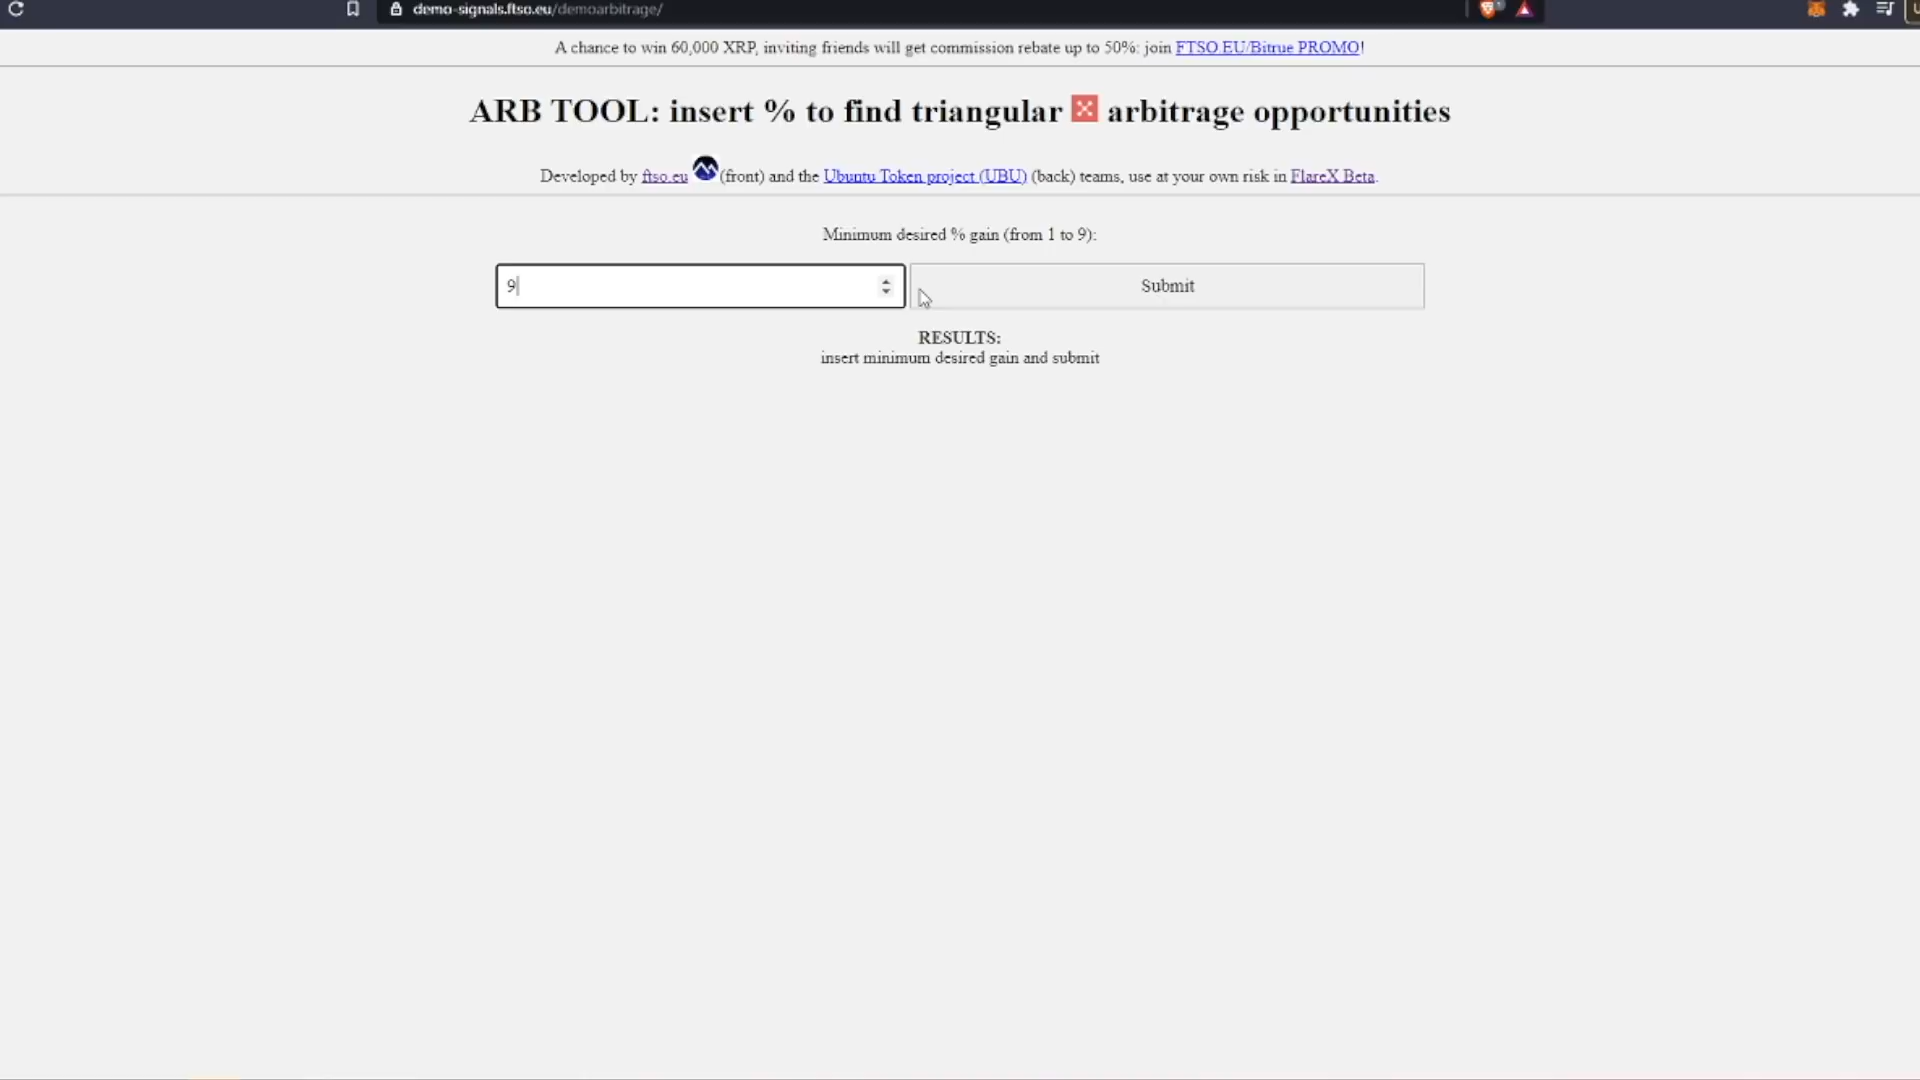 demo-signals.ftso.eu/demoarbitrage/
A chance to win 60,000 XRP, inviting friends will get commission rebate up to 50%: join FTSO EU/Bitrue PROMO!
ARB TOOL: insert % to find triangular arbitrage opportunities
Developed by ftso.eu (front) and the Ubuntu Token project (UBU) (back) teams, use at your own risk in FlareX Beta.
Minimum desired % gain (from 1 to 9):
9 Submit
RESULTS:
insert minimum desired gain and submit